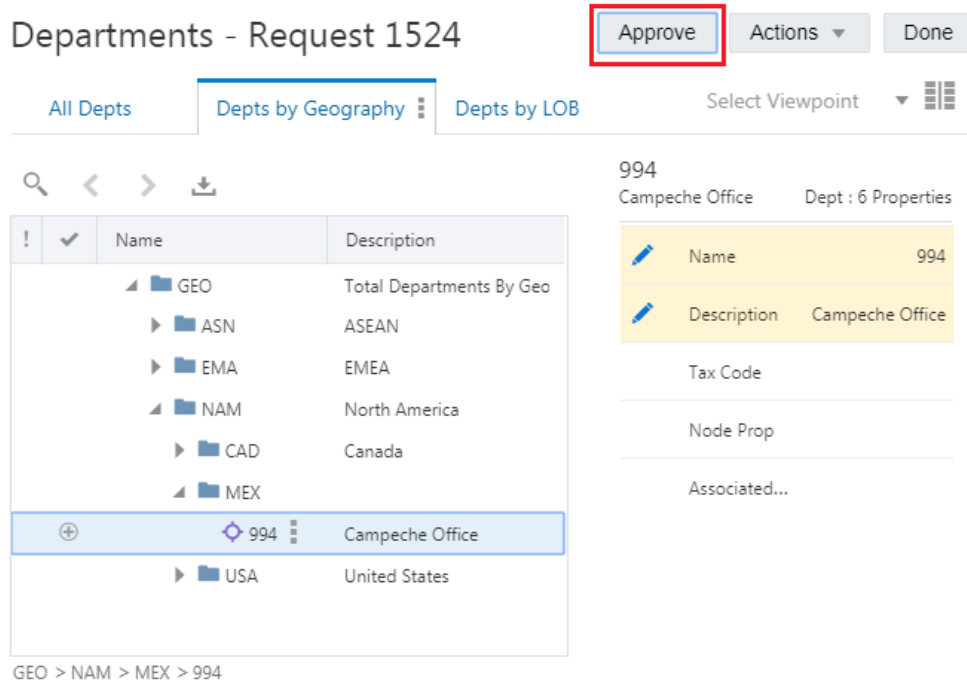 Departments - Request 1524 Approve Actions Done
All Depts Depts by Geography Depts by LOB Select Viewpoint
994
Campeche Office Dept : 6 Properties
! Name Description
GEO Total Departments By Geo
ASN ASEAN
EMA EMEA
NAM North America
CAD Canada
MEX
994 Campeche Office
USA United States
GEO > NAM > MEX > 994
Name 994
Description Campeche Office
Tax Code
Node Prop
Associated...